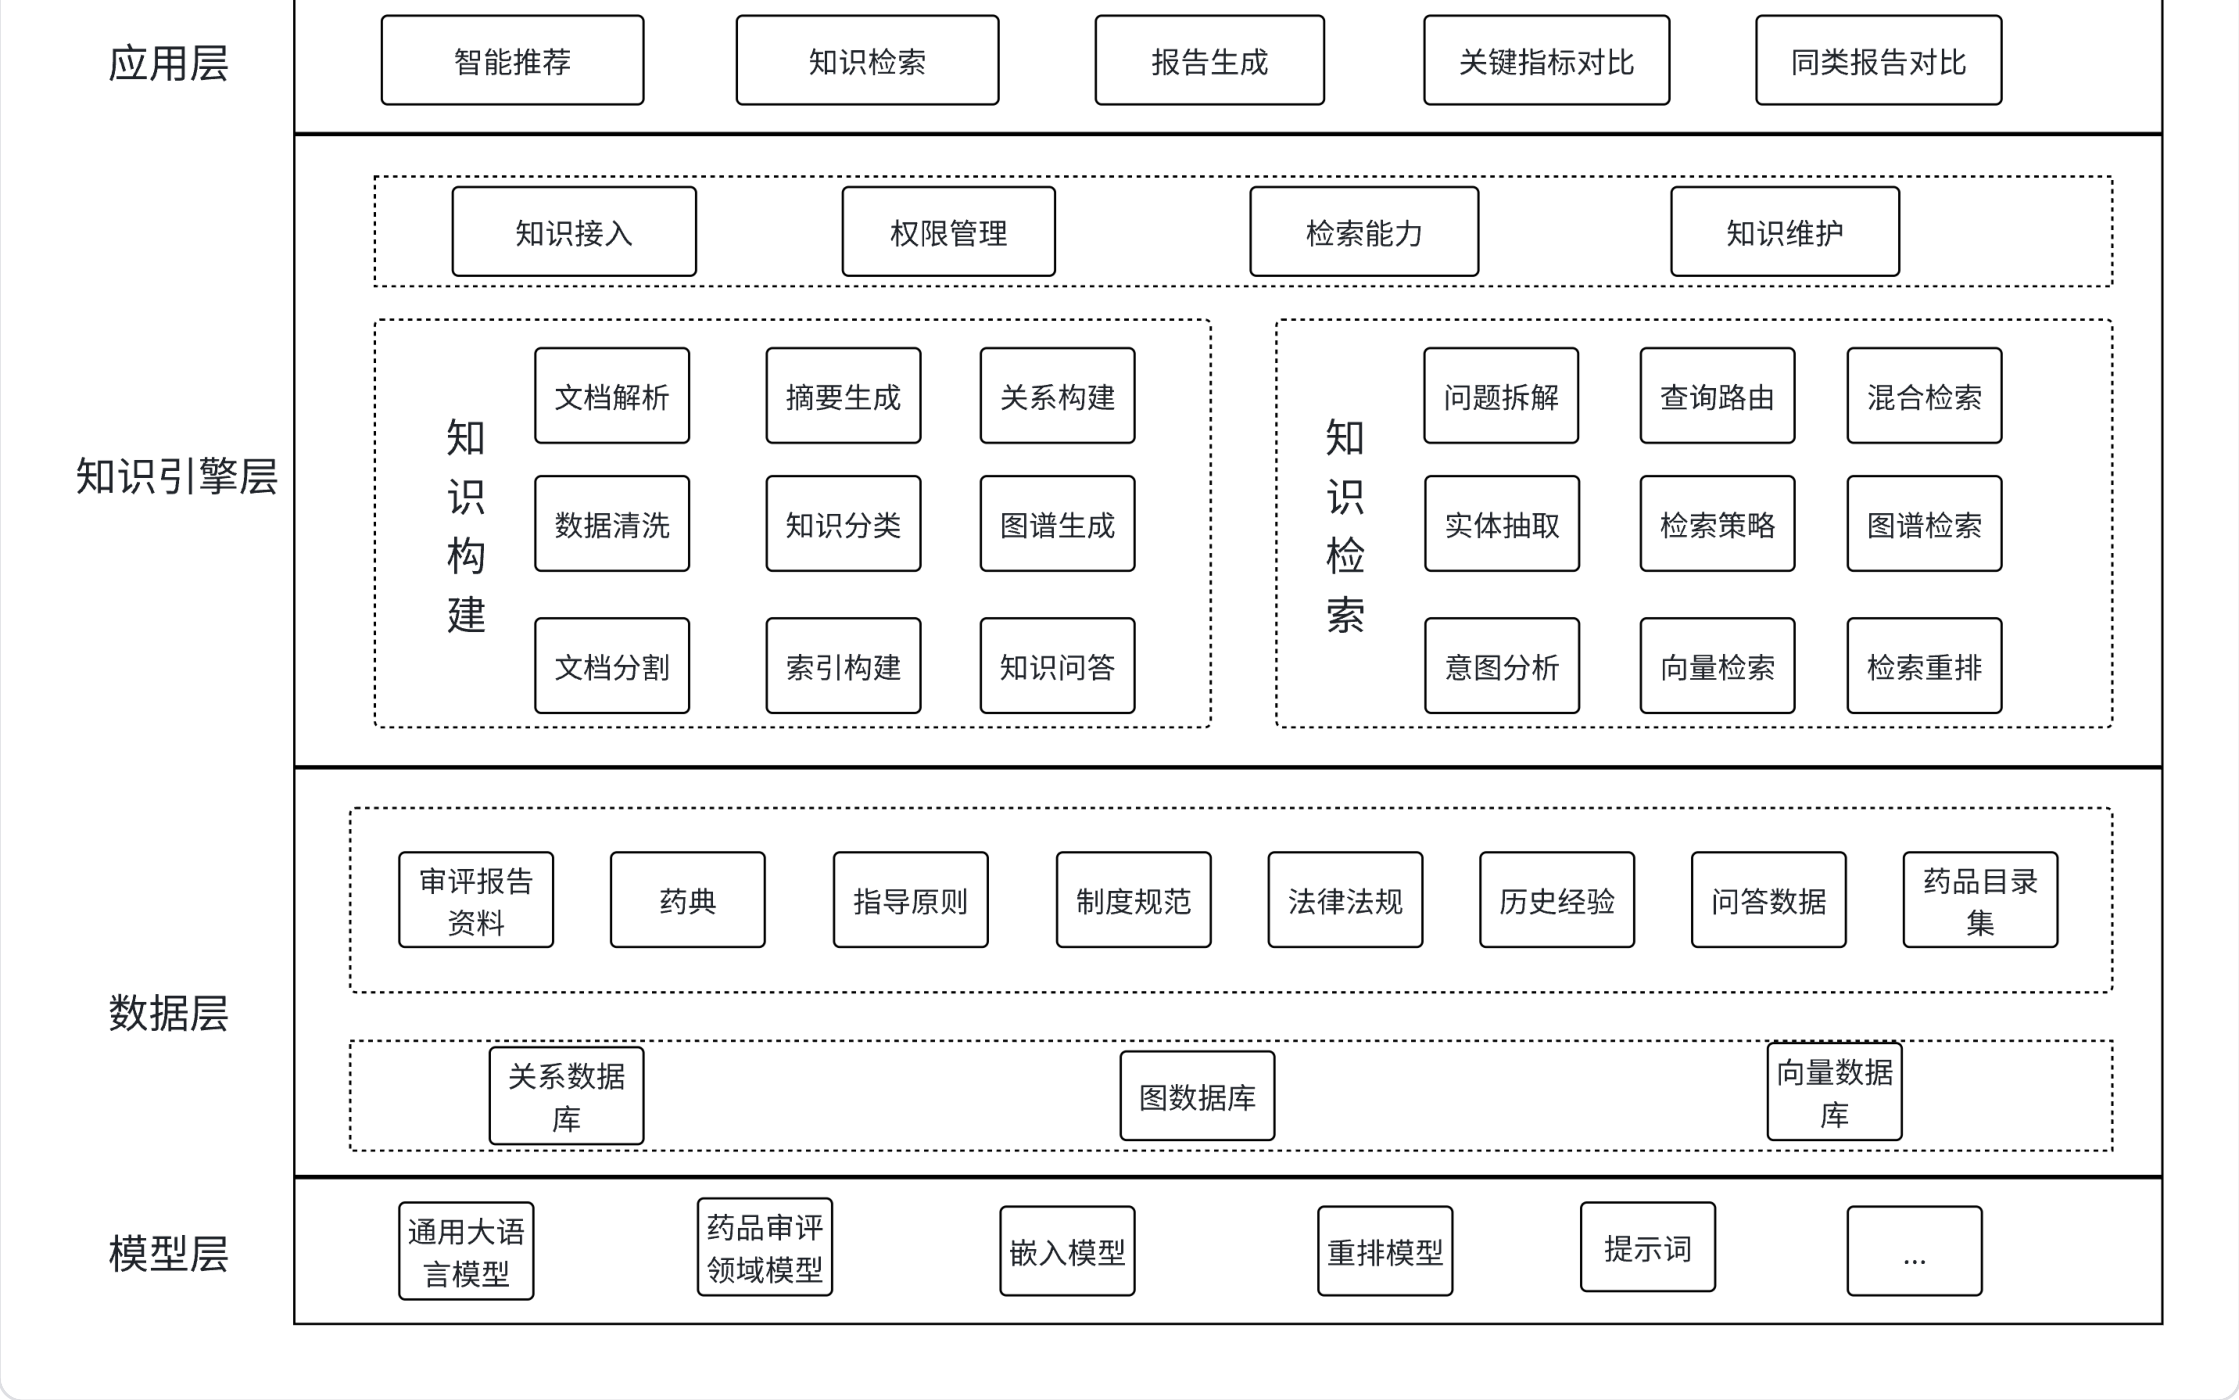 应用层
智能推荐
知识检索
报告生成
关键指标对比
同类报告对比
知识引擎层
知识接入
权限管理
检索能力
知识维护
知识构建
文档解析
摘要生成
关系构建
数据清洗
知识分类
图谱生成
文档分割
索引构建
知识问答
知识检索
问题拆解
查询路由
混合检索
实体抽取
检索策略
图谱检索
意图分析
向量检索
检索重排
数据层
审评报告
资料
药典
指导原则
制度规范
法律法规
历史经验
问答数据
药品目录
集
关系数据
库
图数据库
向量数据
库
模型层
通用大语
言模型
药品审评
领域模型
嵌入模型
重排模型
提示词
...